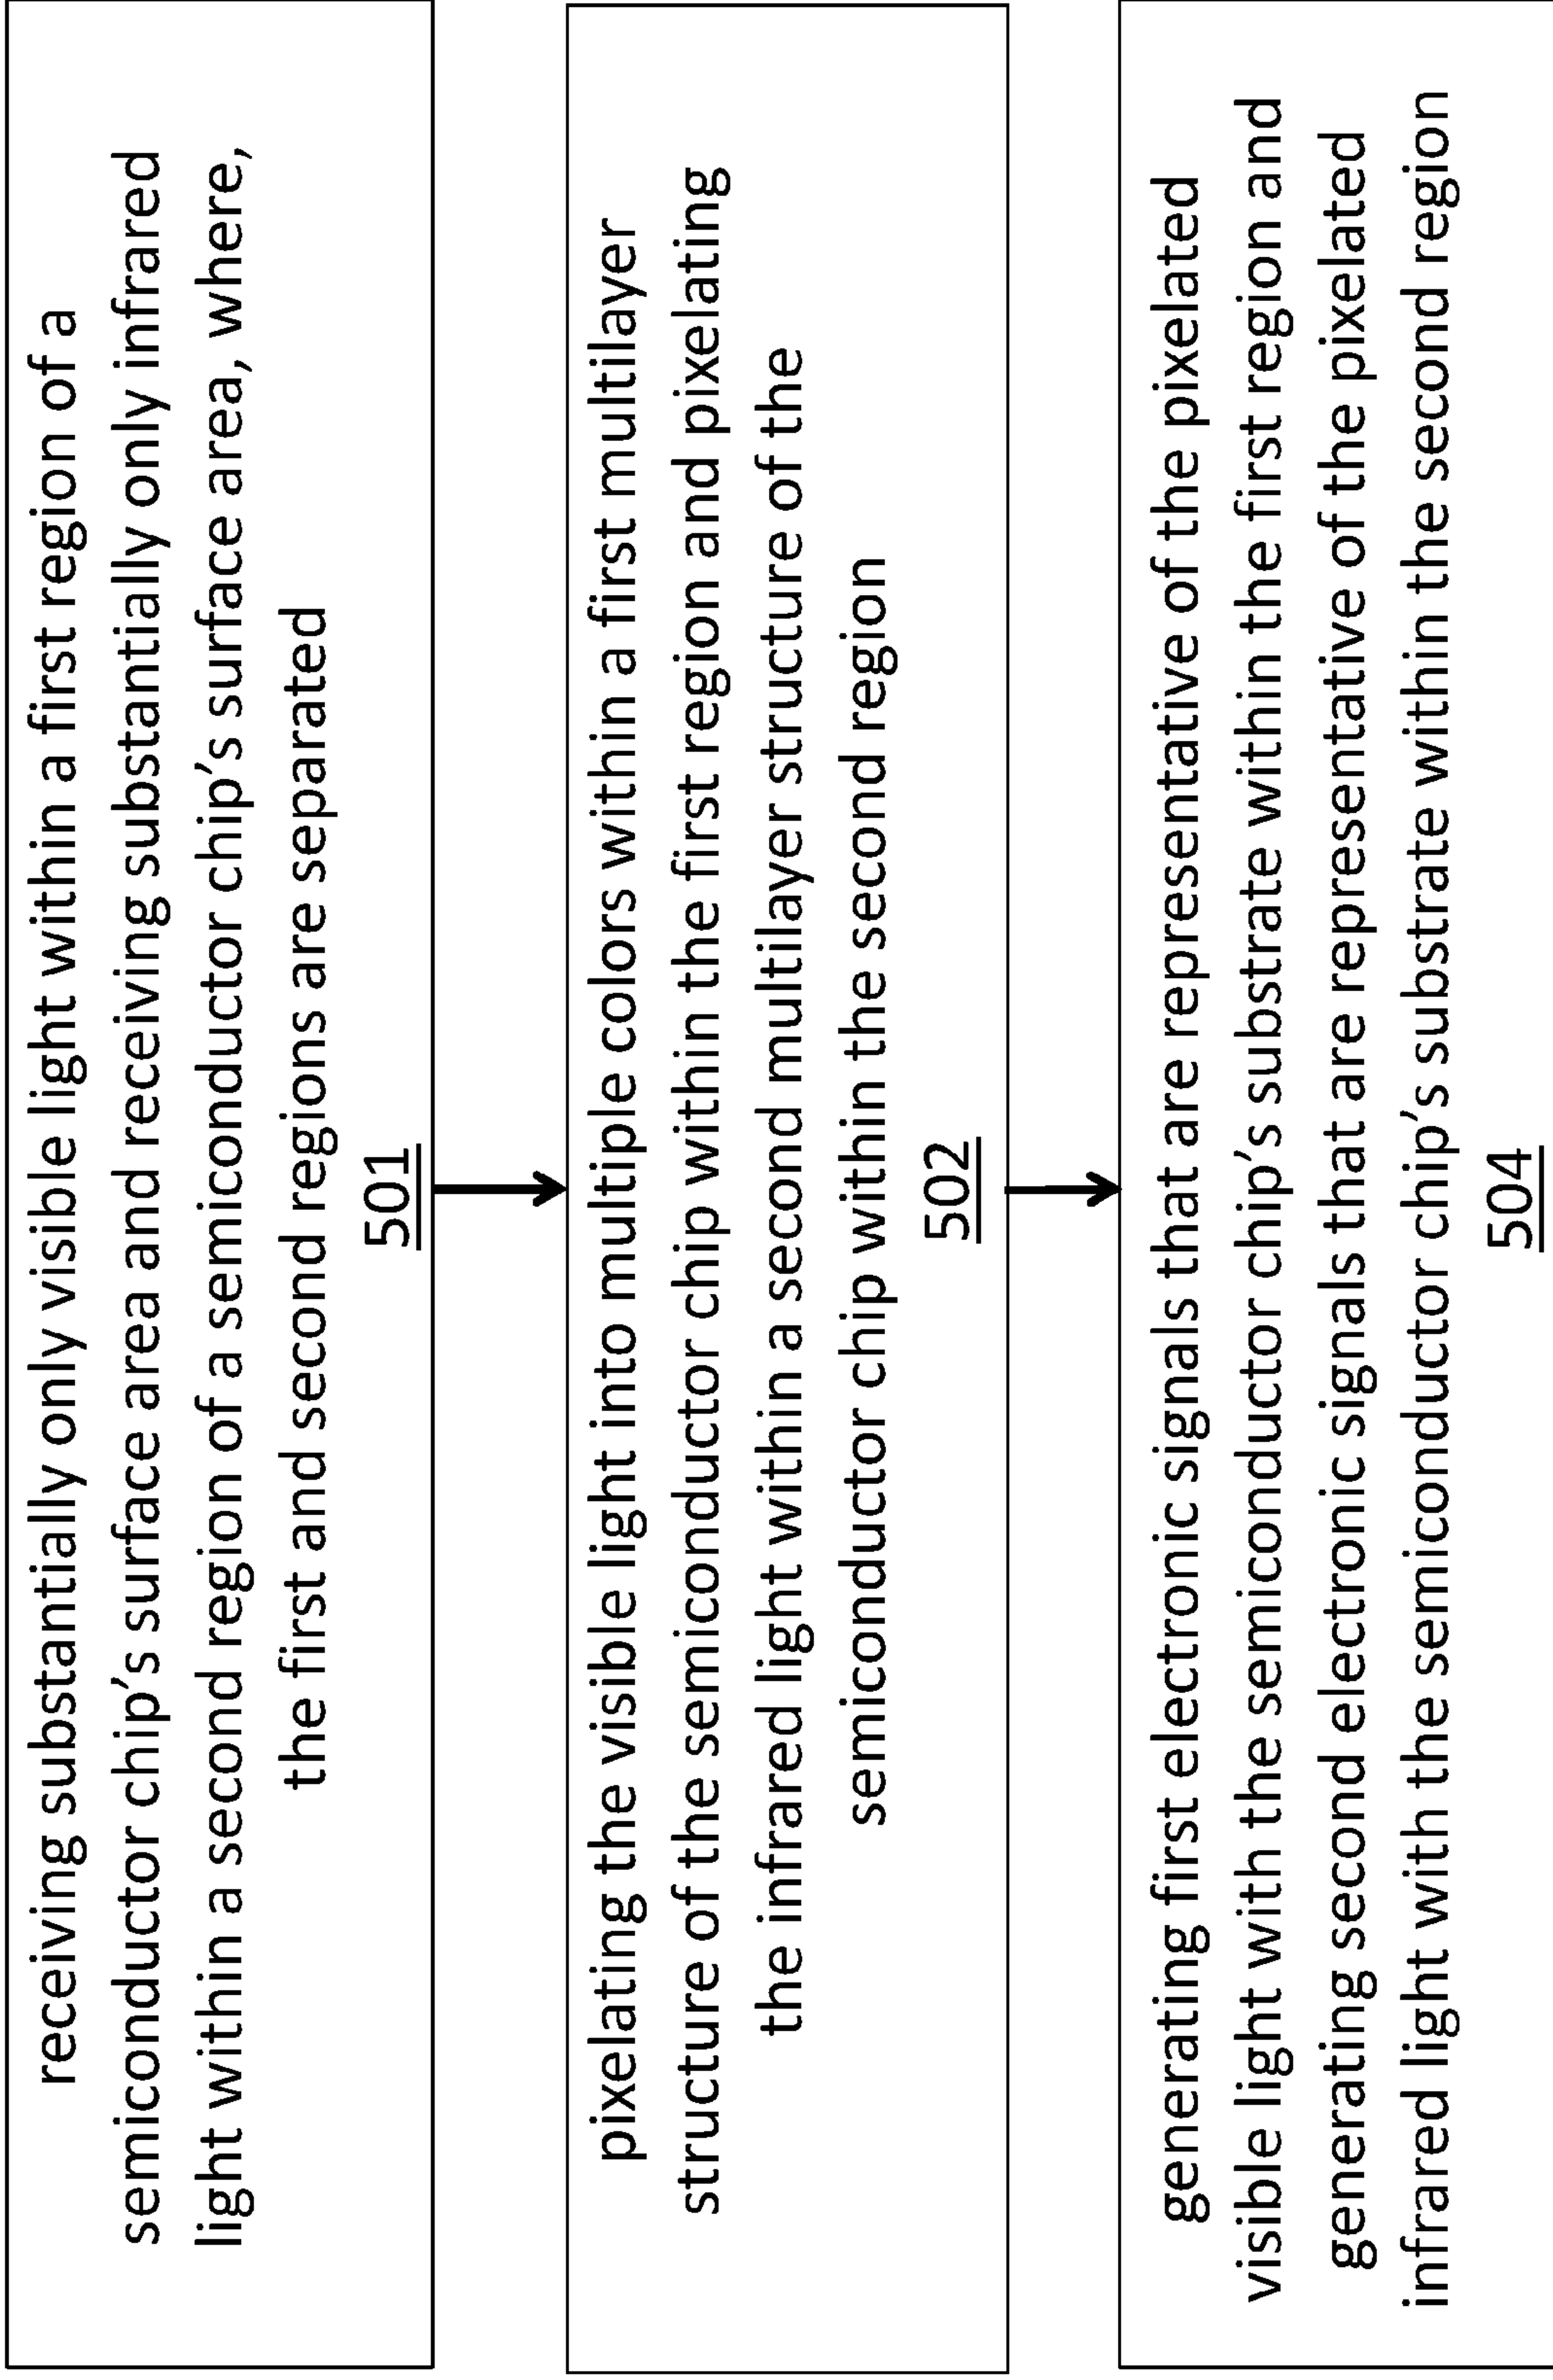 receiving substantially only visible light within a first region of a
semiconductor chip's surface area and receiving substantially only infrared
light within a second region of a semiconductor chip's surface area, where,
the first and second regions are separated
501
pixelating the visible light into multiple colors within a first multilayer
structure of the semiconductor chip within the first region and pixelating
the infrared light within a second multilayer structure of the
semiconductor chip within the second region
502
generating first electronic signals that are representative of the pixelated
visible light with the semiconductor chip's substrate within the first region and
generating second electronic signals that are representative of the pixelated
infrared light with the semiconductor chip's substrate within the second region
504